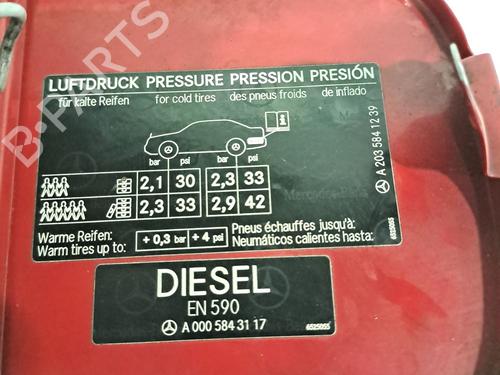 LUFTDRUCK PRESSURE PRESSION PRESIÓN
für kalte Reifen for cold tires des pneus froids de inflado
bar psi bar psi
2,1 30 2,3 33
2,3 33 2,9 42
Warme Reifen: Pneus échauffes jusqu'à:
Warm tires up to: + 0,3 bar + 4 psi Neumáticos calientes hasta:
6525055
A 203 584 12 39
DIESEL
EN 590
A 000 584 31 17
6525055
B-PARTS